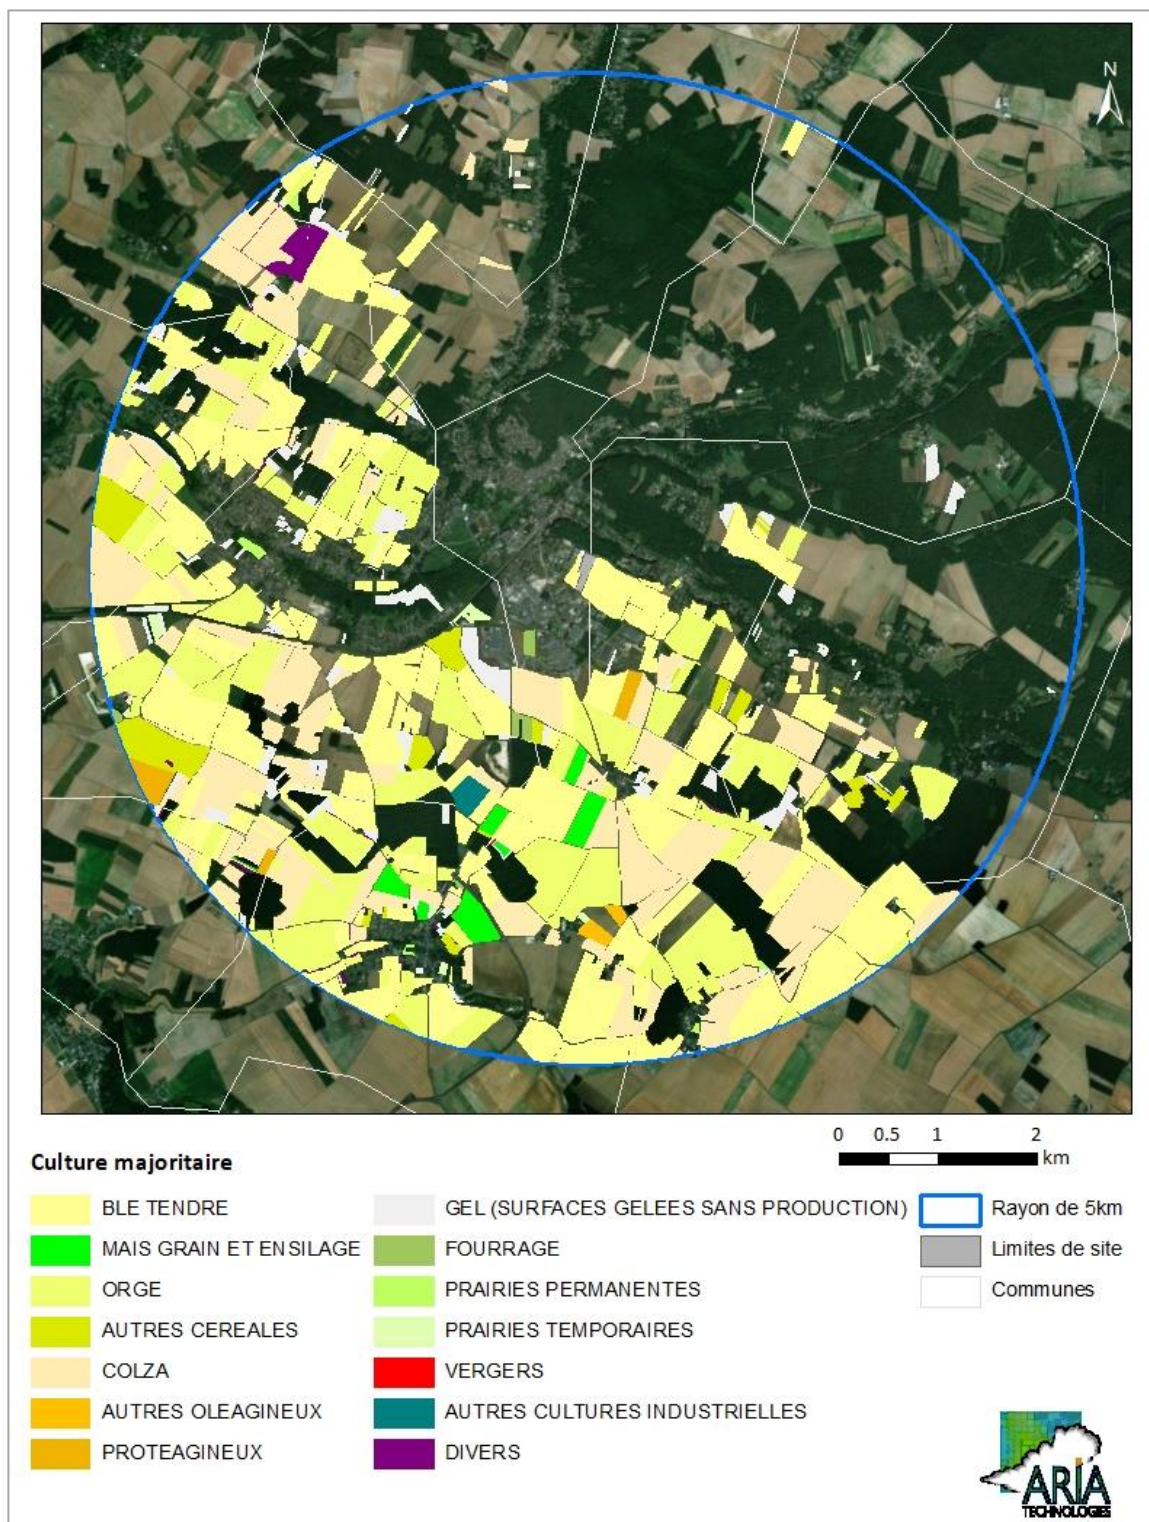 N
0 0.5 1 2
km
Culture majoritaire
BLE TENDRE
MAIS GRAIN ET ENSILAGE
ORGE
AUTRES CEREALES
COLZA
AUTRES OLEAGINEUX
PROTEAGINEUX
GEL (SURFACES GELEES SANS PRODUCTION)
FOURRAGE
PRAIRIES PERMANENTES
PRAIRIES TEMPORAIRES
VERGERS
AUTRES CULTURES INDUSTRIELLES
DIVERS
Rayon de 5km
Limites de site
Communes
ARIA
TECHNOLOGIES